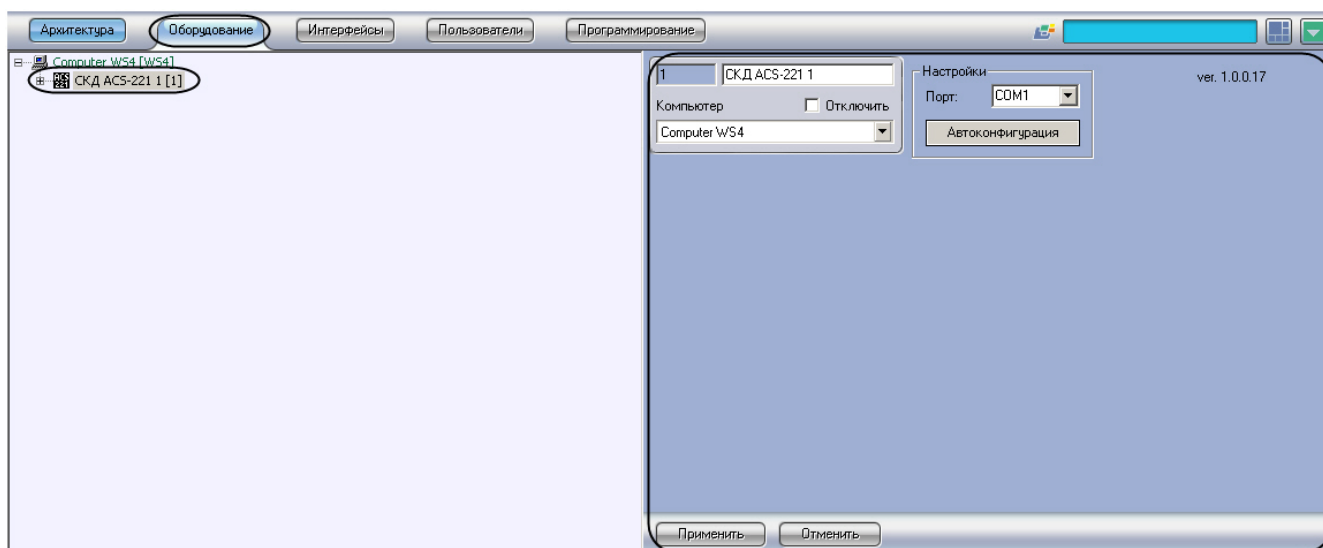 Архитектура Оборудование Интерфейсы Пользователи Программирование
Computer WS4 [WS4]
СКД ACS-221 1 [1]
1 СКД ACS-221 1
Компьютер Отключить
Computer WS4
Настройки
Порт: COM1
Автоконфигурация
ver. 1.0.0.17
Применить Отменить